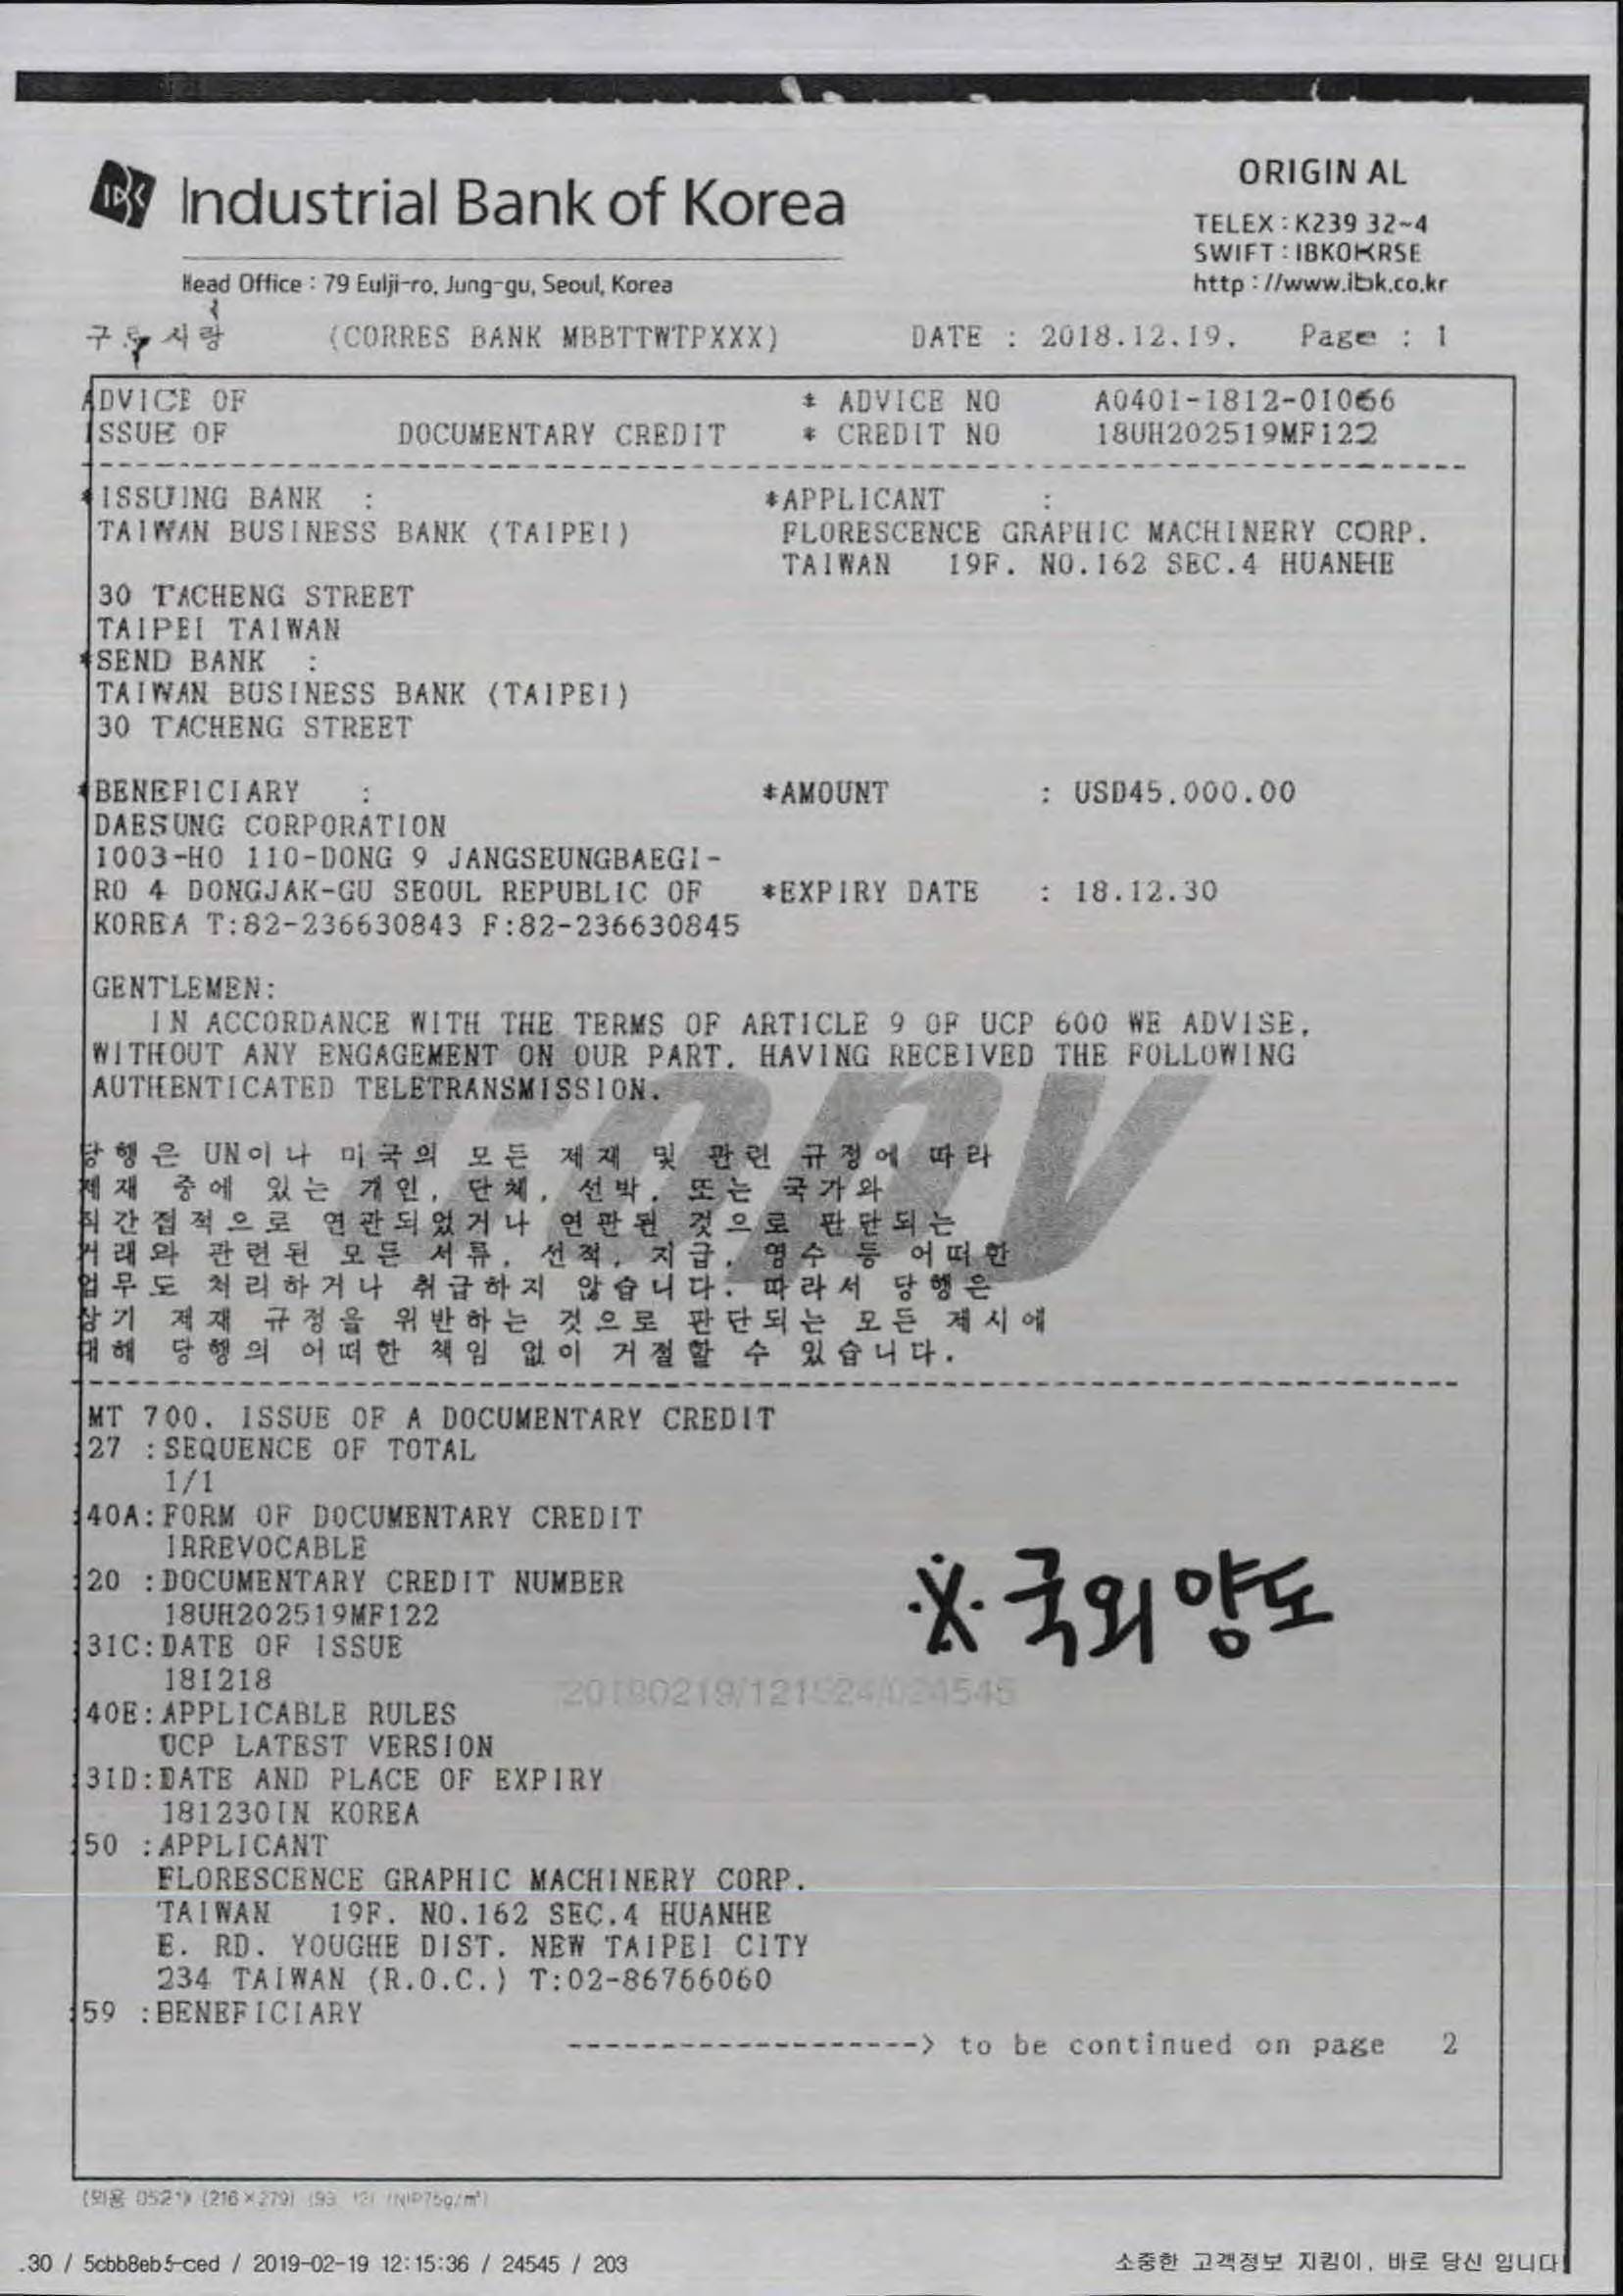 IBK Industrial Bank of Korea
ORIGIN AL
TELEX : K239 32~4
SWIFT : IBKOKRSE
http : //www.ibk.co.kr
Head Office : 79 Eulji-ro, Jung-gu, Seoul, Korea
(CORRES BANK MBBTTWTPXXX) DATE : 2018.12.19. Page : 1
ADVICE OF * ADVICE NO A0401-1812-01066
ISSUE OF DOCUMENTARY CREDIT * CREDIT NO 18UH202519MF122
*ISSUING BANK : *APPLICANT :
TAIWAN BUSINESS BANK (TAIPEI) FLORESCENCE GRAPHIC MACHINERY CORP.
TAIWAN 19F. NO.162 SEC.4 HUANHE
30 TACHENG STREET
TAIPEI TAIWAN
*SEND BANK :
TAIWAN BUSINESS BANK (TAIPEI)
30 TACHENG STREET
*BENEFICIARY : *AMOUNT : USD45,000.00
DAESUNG CORPORATION
1003-HO 110-DONG 9 JANGSEUNGBAEGI-
RO 4 DONGJAK-GU SEOUL REPUBLIC OF *EXPIRY DATE : 18.12.30
KOREA T:82-236630843 F:82-236630845
GENTLEMEN:
IN ACCORDANCE WITH THE TERMS OF ARTICLE 9 OF UCP 600 WE ADVISE,
WITHOUT ANY ENGAGEMENT ON OUR PART, HAVING RECEIVED THE FOLLOWING
AUTHENTICATED TELETRANSMISSION.
당행은 UN이나 미국의 모든 제재 및 관련 규정에 따라
제재 중에 있는 개인, 단체, 선박, 또는 국가와
직간접적으로 연관되었거나 연관된 것으로 판단되는
거래와 관련된 모든 서류, 선적, 지급, 영수 등 어떠한
업무도 처리하거나 취급하지 않습니다. 따라서 당행은
상기 제재 규정을 위반하는 것으로 판단되는 모든 제시에
대해 당행의 어떠한 책임 없이 거절할 수 있습니다.
MT 700. ISSUE OF A DOCUMENTARY CREDIT
:27 :SEQUENCE OF TOTAL
1/1
:40A:FORM OF DOCUMENTARY CREDIT
IRREVOCABLE
:20 :DOCUMENTARY CREDIT NUMBER
18UH202519MF122
※국외양도
:31C:DATE OF ISSUE
181218
:40E:APPLICABLE RULES
UCP LATEST VERSION
:31D:DATE AND PLACE OF EXPIRY
181230IN KOREA
:50 :APPLICANT
FLORESCENCE GRAPHIC MACHINERY CORP.
TAIWAN 19F. NO.162 SEC.4 HUANHE
E. RD. YOUGHE DIST. NEW TAIPEI CITY
234 TAIWAN (R.O.C.) T:02-86766060
:59 :BENEFICIARY
--------------------> to be continued on page 2
(216×279)
.30 / 5cbb8eb5-ced / 2019-02-19 12:15:36 / 24545 / 203
소중한 고객정보 지킴이, 바로 당신 입니다